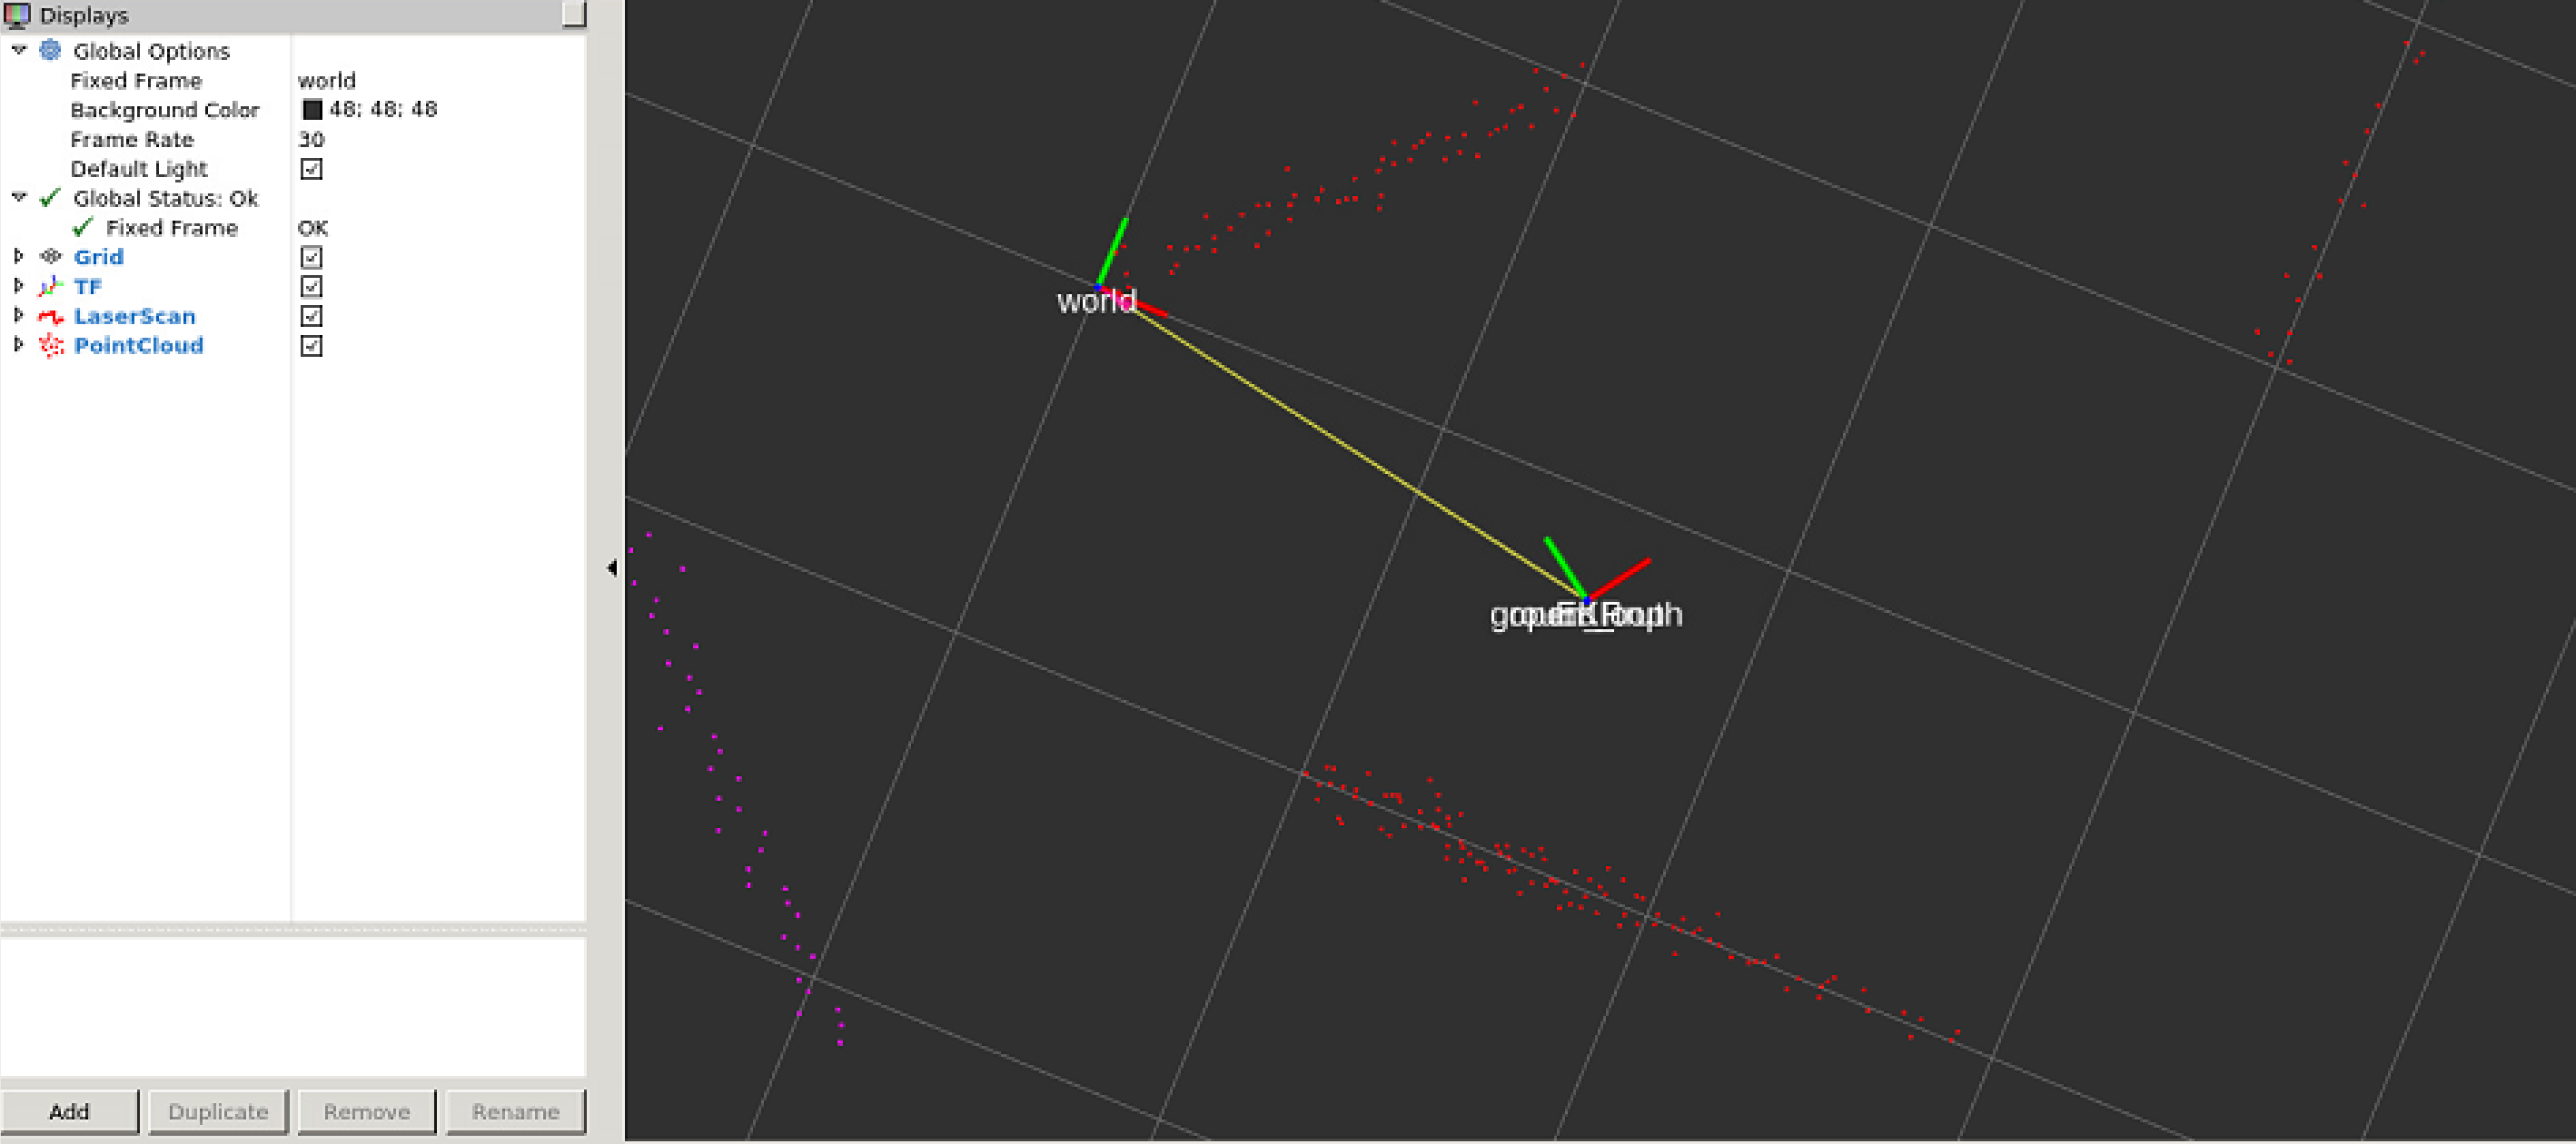 Displays
Global Options
Fixed Frame world
Background Color 48; 48; 48
Frame Rate 30
Default Light
Global Status: Ok
Fixed Frame OK
Grid
TF
LaserScan
PointCloud
world
Add Duplicate Remove Rename